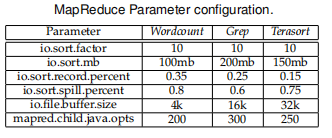 MapReduce Parameter configuration.
Parameter Wordcount Grep Terasort
io.sort.factor 10 10 10
io.sort.mb 100mb 200mb 150mb
io.sort.record.percent 0.35 0.25 0.15
io.sort.spill.percent 0.8 0.6 0.75
io.file.buffer.size 4k 16k 32k
mapred.child.java.opts 200 300 250